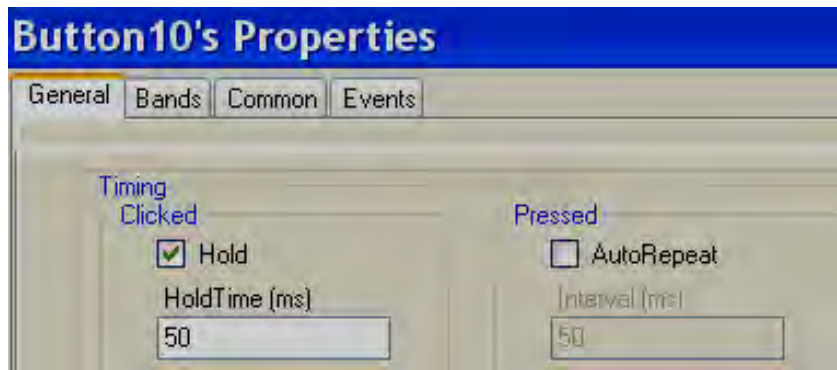 Button10's Properties
General Bands Common Events
Timing
Clicked Pressed
Hold AutoRepeat
HoldTime (ms) Interval (ms)
50 50